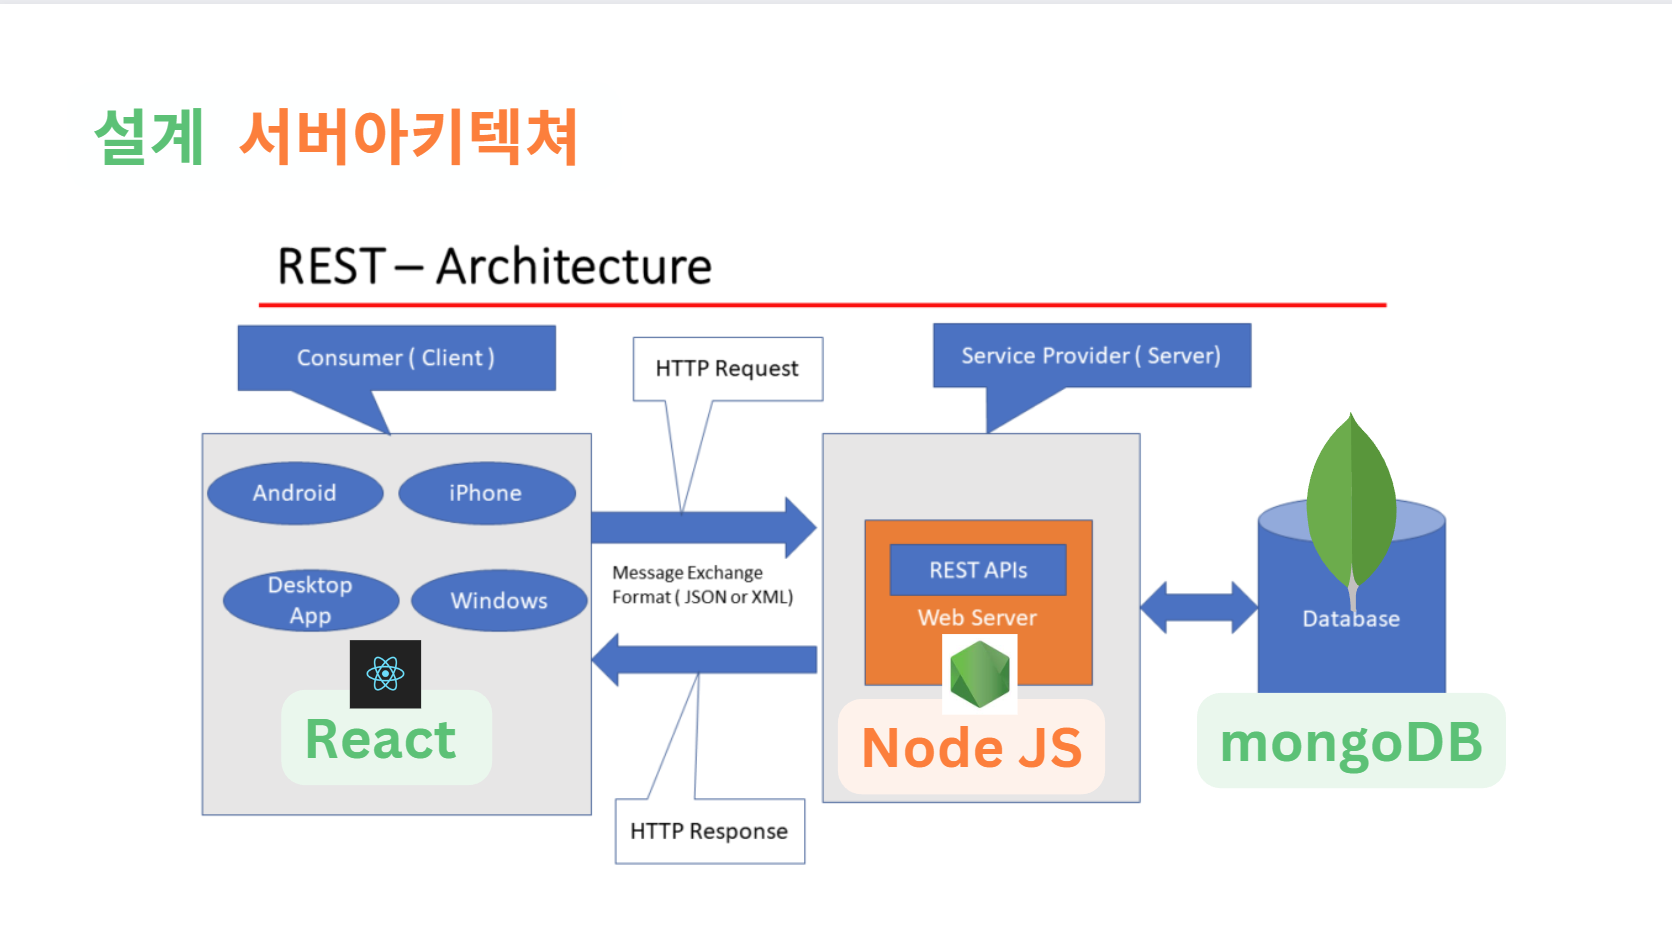 설계 서버아키텍쳐
REST – Architecture
Consumer ( Client )
HTTP Request
Service Provider ( Server)
Android
iPhone
Desktop
App
Windows
Message Exchange
Format ( JSON or XML)
REST APIs
Web Server
Database
React
Node JS
mongoDB
HTTP Response